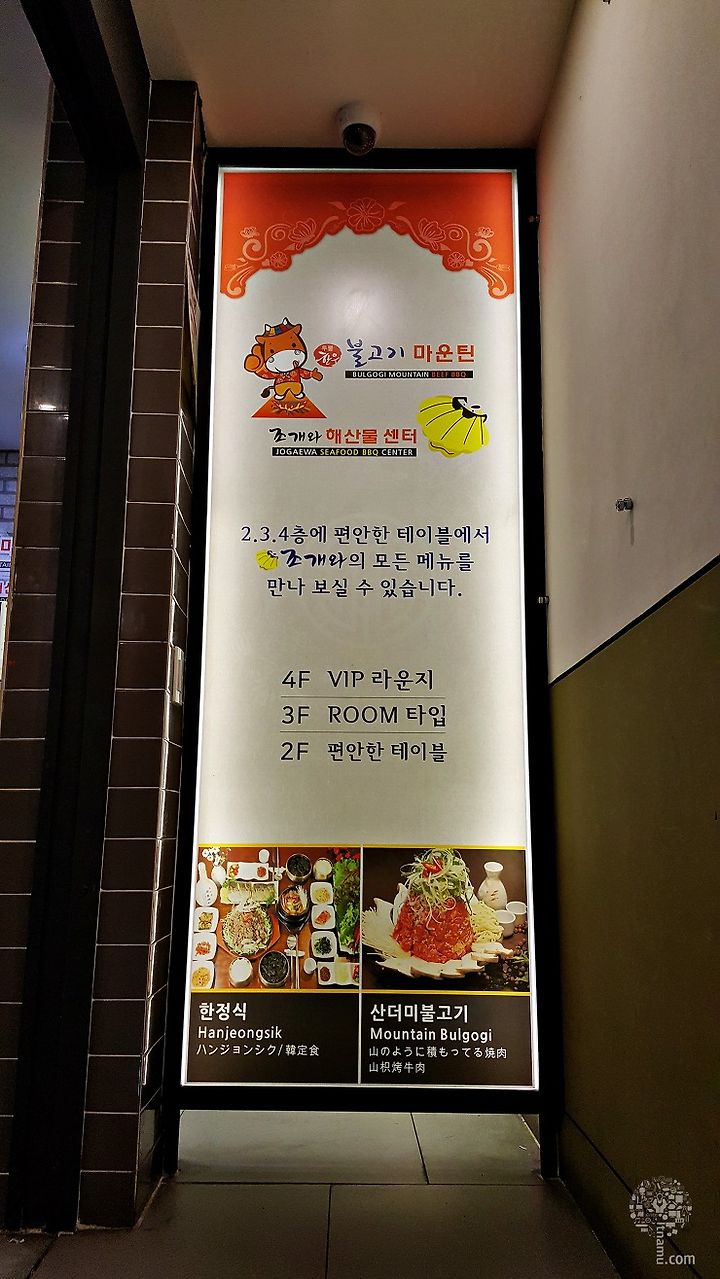 불고기 마운틴
BULGOGI MOUNTAIN BEEF BBQ
조개와 해산물 센터
JOGAEWA SEAFOOD BBQ CENTER
2.3.4층에 편안한 테이블에서
조개와의 모든 메뉴를
만나 보실 수 있습니다.
4F VIP 라운지
3F ROOM 타입
2F 편안한 테이블
한정식
Hanjeongsik
ハンジョンシク/韓定食
산더미불고기
Mountain Bulgogi
山のように積もってる焼肉
山枳烤牛肉
tnamu.com